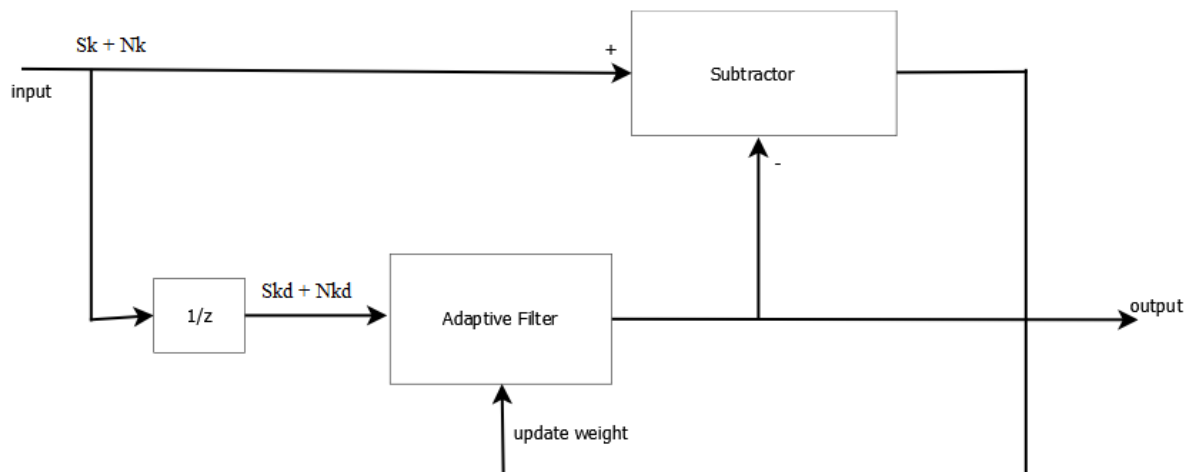 Sk + Nk
+
Subtractor
input
-
Skd + Nkd
output
1/z
Adaptive Filter
update weight